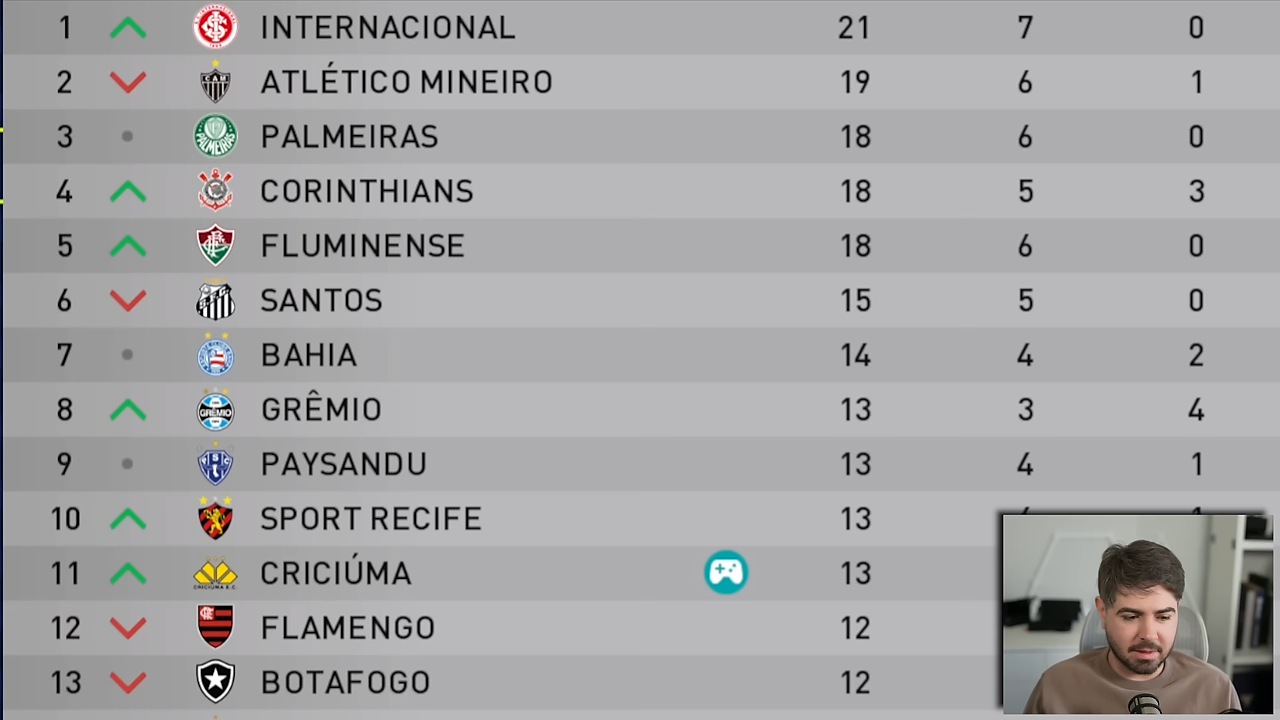 1 INTERNACIONAL 21 7 0
2 ATLÉTICO MINEIRO 19 6 1
3 PALMEIRAS 18 6 0
4 CORINTHIANS 18 5 3
5 FLUMINENSE 18 6 0
6 SANTOS 15 5 0
7 BAHIA 14 4 2
8 GRÊMIO 13 3 4
9 PAYSANDU 13 4 1
10 SPORT RECIFE 13
11 CRICIÚMA 13
12 FLAMENGO 12
13 BOTAFOGO 12